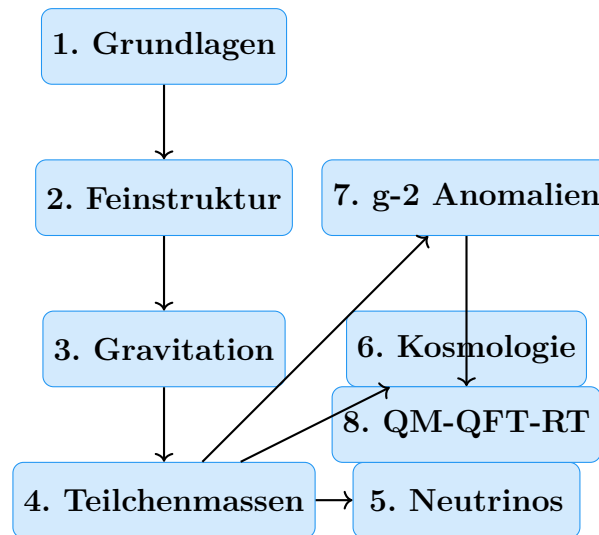 1. Grundlagen
2. Feinstruktur
7. g-2 Anomalien
3. Gravitation
6. Kosmologie
8. QM-QFT-RT
4. Teilchenmassen
5. Neutrinos